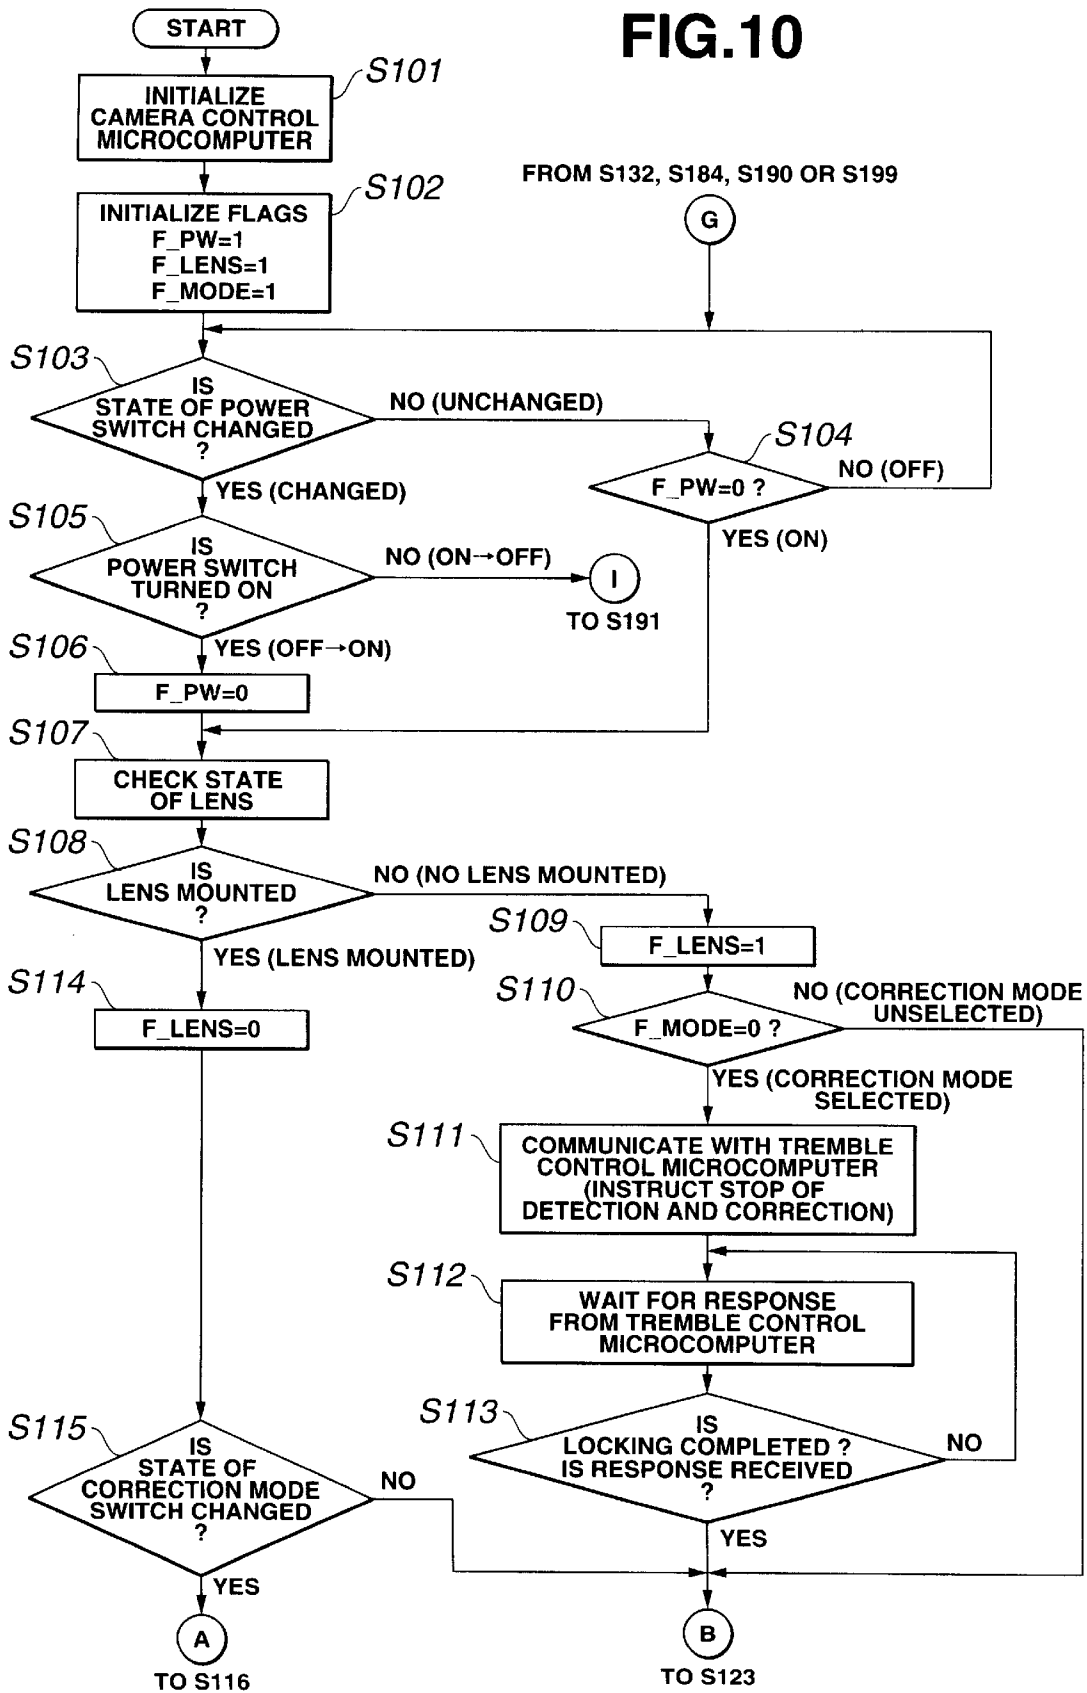 FIG.10
START
S101
INITIALIZE
CAMERA CONTROL
MICROCOMPUTER
S102
INITIALIZE FLAGS
F_PW=1
F_LENS=1
F_MODE=1
FROM S132, S184, S190 OR S199
G
S103
IS
STATE OF POWER
SWITCH CHANGED
?
NO (UNCHANGED)
S104
F_PW=0 ?
NO (OFF)
YES (ON)
YES (CHANGED)
S105
IS
POWER SWITCH
TURNED ON
?
NO (ON→OFF)
I
TO S191
YES (OFF→ON)
S106
F_PW=0
S107
CHECK STATE
OF LENS
S108
IS
LENS MOUNTED
?
NO (NO LENS MOUNTED)
YES (LENS MOUNTED)
S109
F_LENS=1
S110
F_MODE=0 ?
NO (CORRECTION MODE
UNSELECTED)
YES (CORRECTION MODE
SELECTED)
S114
F_LENS=0
S111
COMMUNICATE WITH TREMBLE
CONTROL MICROCOMPUTER
(INSTRUCT STOP OF
DETECTION AND CORRECTION)
S112
WAIT FOR RESPONSE
FROM TREMBLE CONTROL
MICROCOMPUTER
S113
IS
LOCKING COMPLETED ?
IS RESPONSE RECEIVED
?
NO
YES
S115
IS
STATE OF
CORRECTION MODE
SWITCH CHANGED
?
NO
YES
A
TO S116
B
TO S123